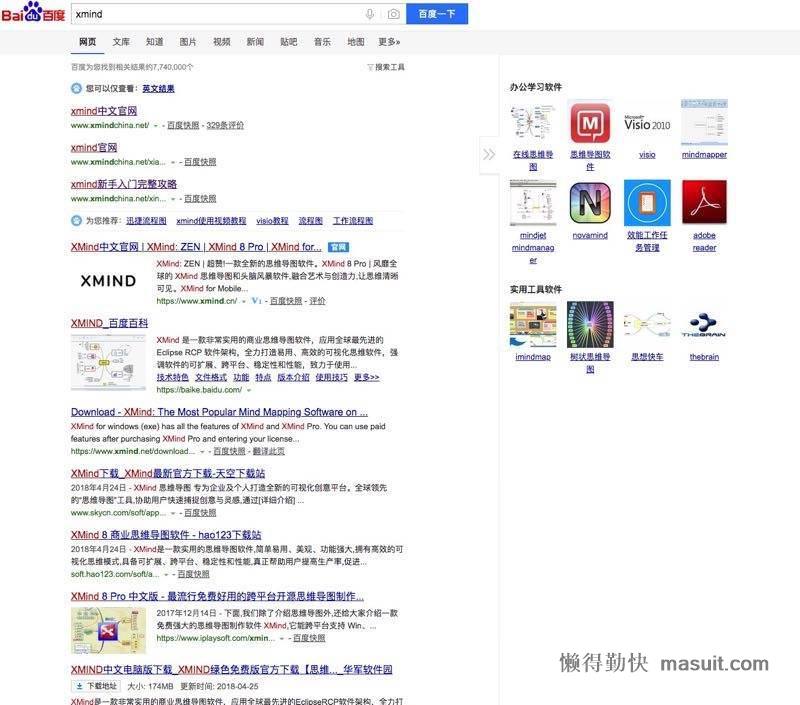 Baidu百度
xmind
百度一下
网页 文库 知道 图片 视频 新闻 贴吧 音乐 地图 更多»
百度为您找到相关结果约7,740,000个
搜索工具
您可以仅查看：英文结果
xmind中文官网
www.xmindchina.net/ - 百度快照 - 329条评价
xmind官网
www.xmindchina.net/xia... - 百度快照
xmind新手入门完整攻略
www.xmindchina.net/xin... - 百度快照
为您推荐：迅捷流程图 xmind使用视频教程 visio教程 流程图 工作流程图
XMind中文官网 | XMind: ZEN | XMind 8 Pro | XMind for... 官网
XMIND
XMind: ZEN | 超赞!一款全新的思维导图软件。XMind 8 Pro | 风靡全
球的 XMind 思维导图和头脑风暴软件,融合艺术与创造力,让思维清晰
可见。XMind for Mobile...
https://www.xmind.cn/ V1 - 百度快照 - 评价
XMIND_百度百科
XMind 是一款非常实用的商业思维导图软件，应用全球最先进的
Eclipse RCP 软件架构，全力打造易用、高效的可视化思维软件，强
调软件的可扩展、跨平台、稳定性和性能，致力于使用...
技术特色 文件格式 功能 特点 版本介绍 使用技巧 更多>>
https://baike.baidu.com/
Download - XMind: The Most Popular Mind Mapping Software on ...
XMind for windows (exe) has all the features of XMind and XMind Pro. You can use paid
features after purchasing XMind Pro and entering your license...
https://www.xmind.net/download... - 百度快照 - 翻译此页
XMind下载_XMind最新官方下载-天空下载站
2018年4月24日 - XMind 思维导图 专为企业及个人打造全新的可视化创意平台。全球领先
的“思维导图”工具,协助用户快速捕捉创意与灵感,通过[详细介绍] ...
www.skycn.com/soft/app... - 百度快照
XMind 8 商业思维导图软件 - hao123下载站
2018年4月24日 - XMind是一款实用的思维导图软件,简单易用、美观、功能强大,拥有高效的可
视化思维模式,具备可扩展、跨平台、稳定性和性能,真正帮助用户提高生产率,促进...
soft.hao123.com/soft/a... - 百度快照
XMind 8 Pro 中文版 - 最流行免费好用的跨平台开源思维导图制作...
2017年12月14日 - 下面,我们除了介绍思维导图外,还给大家介绍一款
免费强大的思维导图制作软件 XMind,它能跨平台支持 Win、...
https://www.iplaysoft.com/xmin... - 百度快照
XMIND中文电脑版下载_XMIND绿色免费版官方下载【思维..._华军软件园
下载地址 大小: 174MB 更新时间: 2018-04-25
XMind是一款非常实用的商业思维导图软件，应用全球最先进的EclipseRCP软件架构，全力打
办公学习软件
Microsoft
Visio 2010
在线思维导
图
思维导图软
件
visio
mindmapper
mindjet
mindmanag
er
novamind
效能工作任
务管理
adobe
reader
实用工具软件
THEBRAIN
imindmap
树状思维导
图
思想快车
thebrain
懒得勤快 masuit.com